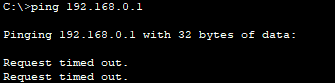 C:\>ping 192.168.0.1
Pinging 192.168.0.1 with 32 bytes of data:
Request timed out.
Request timed out.